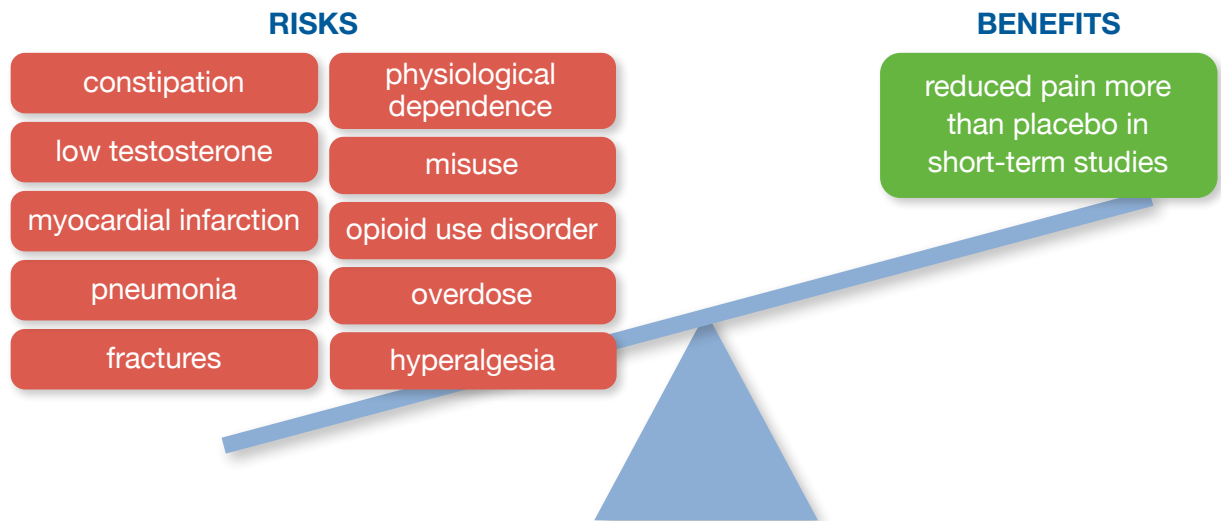 RISKS
constipation
low testosterone
myocardial infarction
pneumonia
fractures
physiological
dependence
misuse
opioid use disorder
overdose
hyperalgesia
BENEFITS
reduced pain more
than placebo in
short-term studies